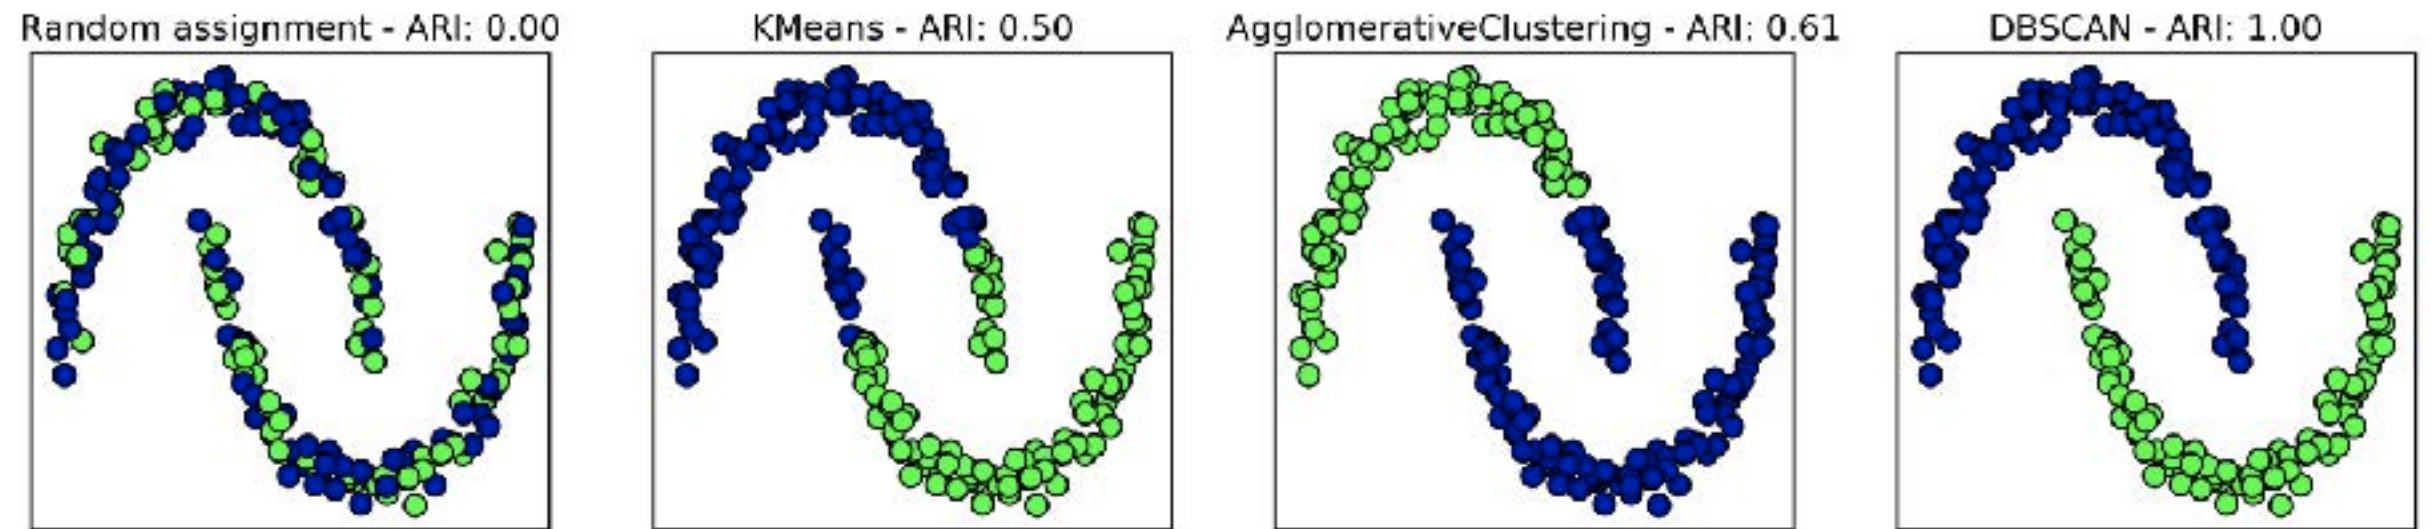 Random assignment - ARI: 0.00
KMeans - ARI: 0.50
AgglomerativeClustering - ARI: 0.61
DBSCAN - ARI: 1.00